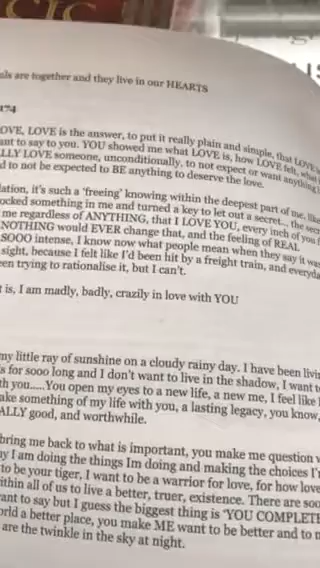 als are together and they live in our HEARTS
174
OVE, LOVE is the answer, to put it really plain and simple, that LOVE
ant to say to you. YOU showed me what LOVE is, how LOVE felt, what
LLY LOVE someone, unconditionally, to not expect or want anything
d to not be expected to BE anything to deserve the love.
lation, it's such a 'freeing' knowing within the deepest part of me, like
ocked something in me and turned a key to let out a secret... the secr
me regardless of ANYTHING, that I LOVE YOU, every inch of you
NOTHING would EVER change that, and the feeling of REAL
SOOO intense, I know now what people mean when they say it was
sight, because I felt like I'd been hit by a freight train, and everyda
en trying to rationalise it, but I can't.
t is, I am madly, badly, crazily in love with YOU
my little ray of sunshine on a cloudy rainy day. I have been livin
s for sooo long and I don't want to live in the shadow, I want t
th you.....You open my eyes to a new life, a new me, I feel like
ake something of my life with you, a lasting legacy, you know,
ALLY good, and worthwhile.
bring me back to what is important, you make me question
y I am doing the things Im doing and making the choices I'
to be your tiger, I want to be a warrior for love, for how love
ithin all of us to live a better, truer, existence. There are soo
ant to say but I guess the biggest thing is 'YOU COMPLETE
orld a better place, you make ME want to be better and to
are the twinkle in the sky at night.